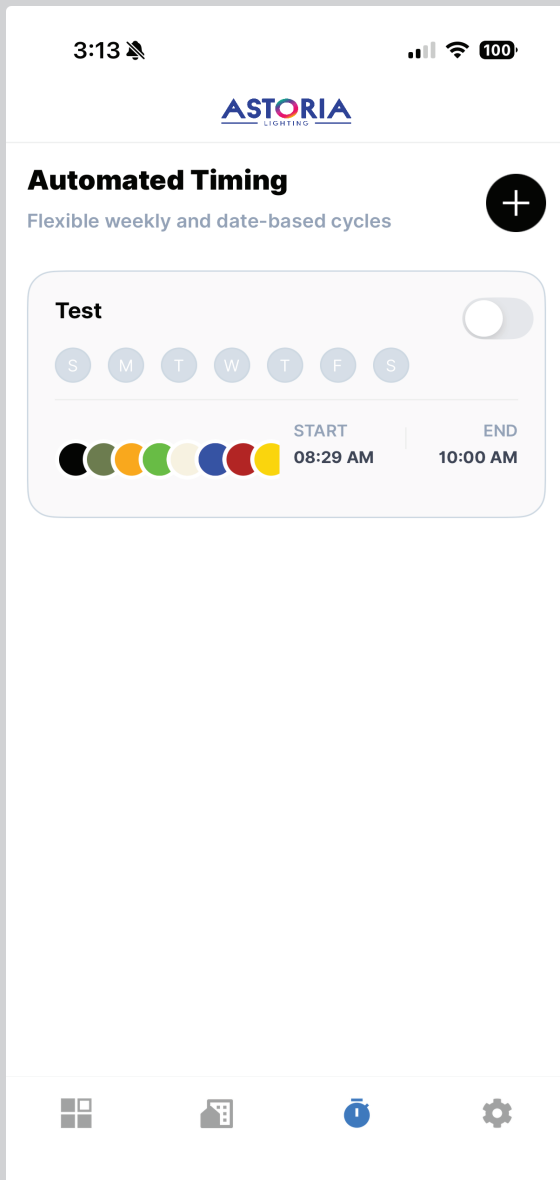 3:13
100
ASTORIA
LIGHTING
Automated Timing
Flexible weekly and date-based cycles
Test
S M T W T F S
START END
08:29 AM 10:00 AM